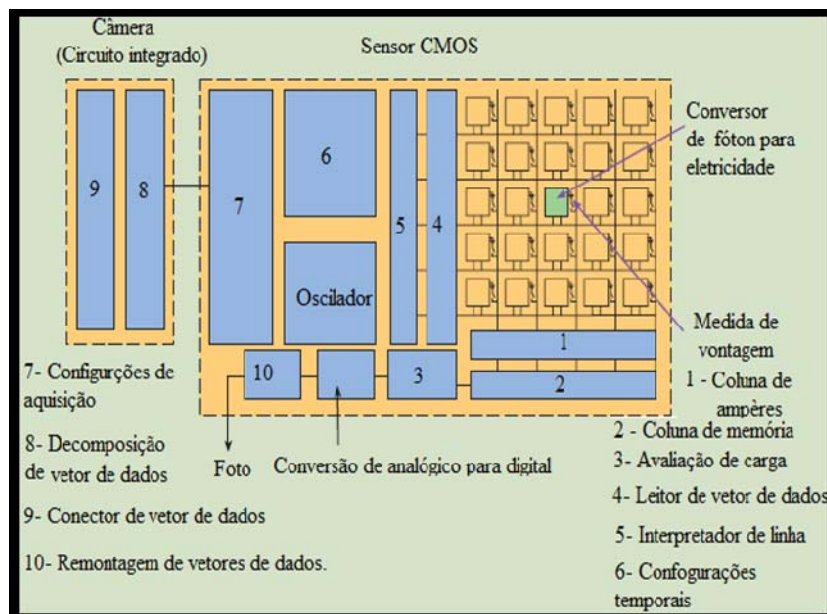 Câmera
(Circuito integrado)
Sensor CMOS
9
8
7
6
Oscilador
5
4
1
2
3
10
Conversor
de fóton para
eletricidade
Medida de
vontagem
Foto
Conversão de analógico para digital
7- Configurções de
aquisição
8- Decomposição
de vetor de dados
9- Conector de vetor de dados
10- Remontagem de vetores de dados.
1 - Coluna de
ampères
2 - Coluna de memória
3 - Avaliação de carga
4- Leitor de vetor de dados
5- Interpretador de linha
6- Confogurações
temporais